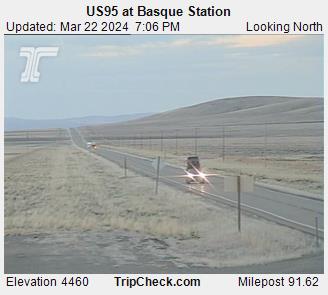 US95 at Basque Station
Updated: Mar 22 2024 7:06 PM Looking North
Elevation 4460 TripCheck.com Milepost 91.62